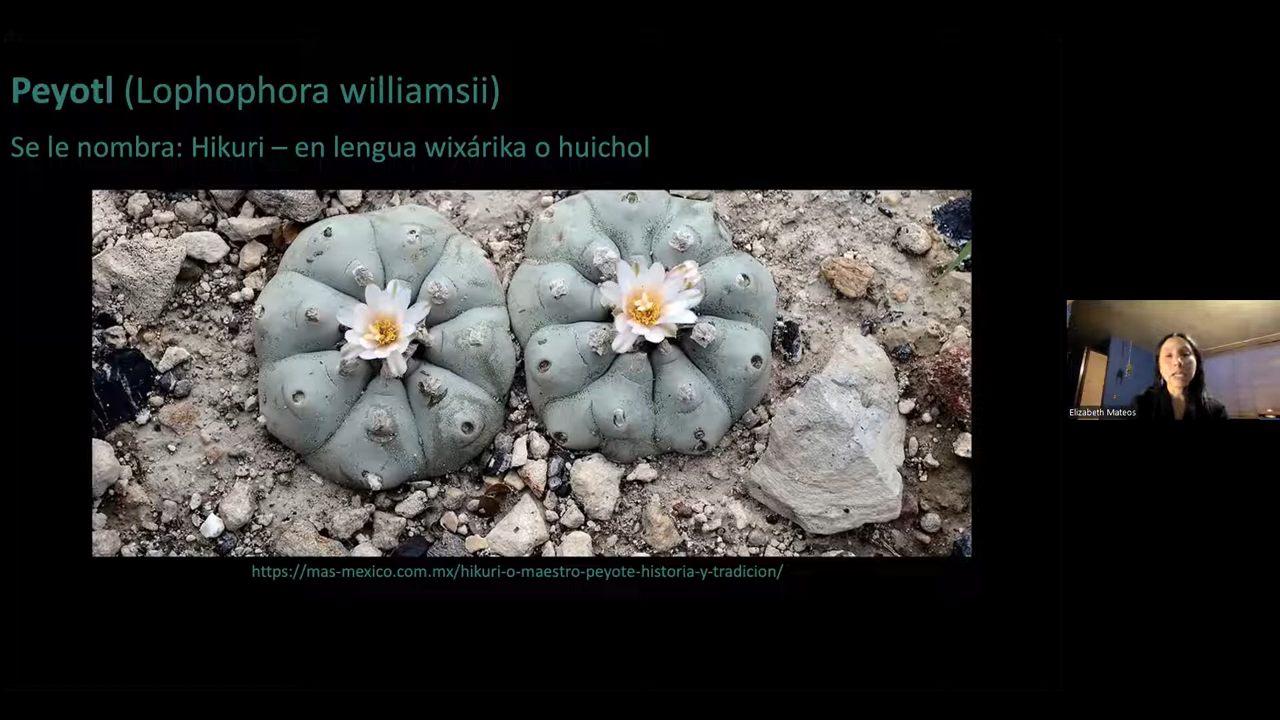 Peyotl (Lophophora williamsii)
Se le nombra: Hikuri – en lengua wixárika o huichol
https://mas-mexico.com.mx/hikuri-o-maestro-peyote-historia-y-tradicion/
Elizabeth Mateos